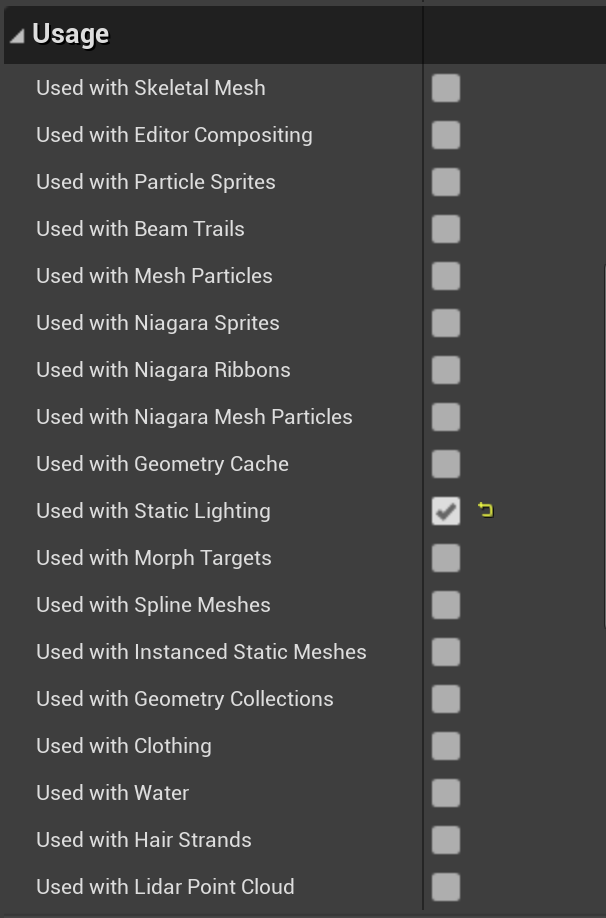 Usage
Used with Skeletal Mesh
Used with Editor Compositing
Used with Particle Sprites
Used with Beam Trails
Used with Mesh Particles
Used with Niagara Sprites
Used with Niagara Ribbons
Used with Niagara Mesh Particles
Used with Geometry Cache
Used with Static Lighting
Used with Morph Targets
Used with Spline Meshes
Used with Instanced Static Meshes
Used with Geometry Collections
Used with Clothing
Used with Water
Used with Hair Strands
Used with Lidar Point Cloud